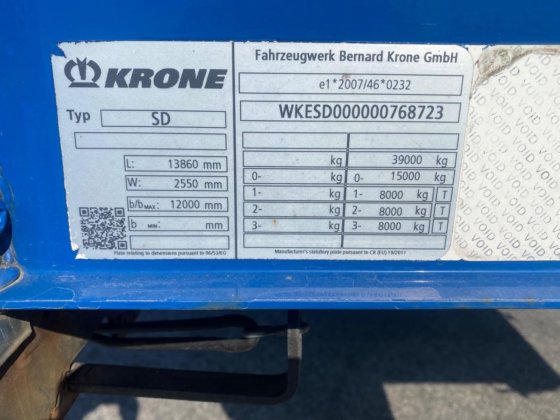 KRONE
Typ SD
L: 13860 mm
W: 2550 mm
b/bMAX: 12000 mm
b MIN: mm
Plate relating to dimensions pursuant to 96/53/EG
Fahrzeugwerk Bernard Krone GmbH
e1*2007/46*0232
WKESD000000768723
kg 39000 kg
0- kg 0- 15000 kg
1- kg 1- 8000 kg T
2- kg 2- 8000 kg T
3- kg 3- 8000 kg T
Manufacturer's statutory plate pursuant to CR (EU) 19/2011
VOID VOID VOID VOID